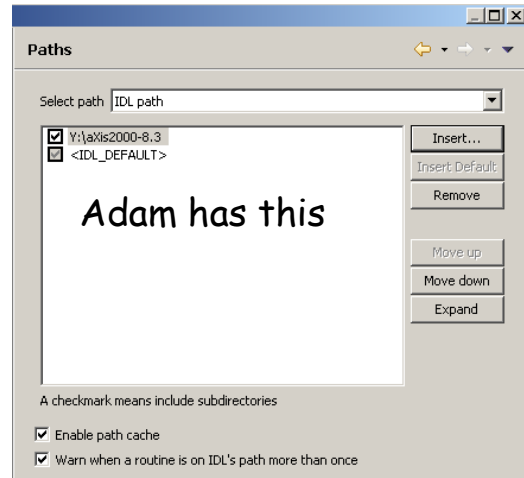 Paths
Select path IDL path
Y:\aXis2000-8.3
<IDL_DEFAULT>
Adam has this
Insert...
Insert Default
Remove
Move up
Move down
Expand
A checkmark means include subdirectories
Enable path cache
Warn when a routine is on IDL's path more than once